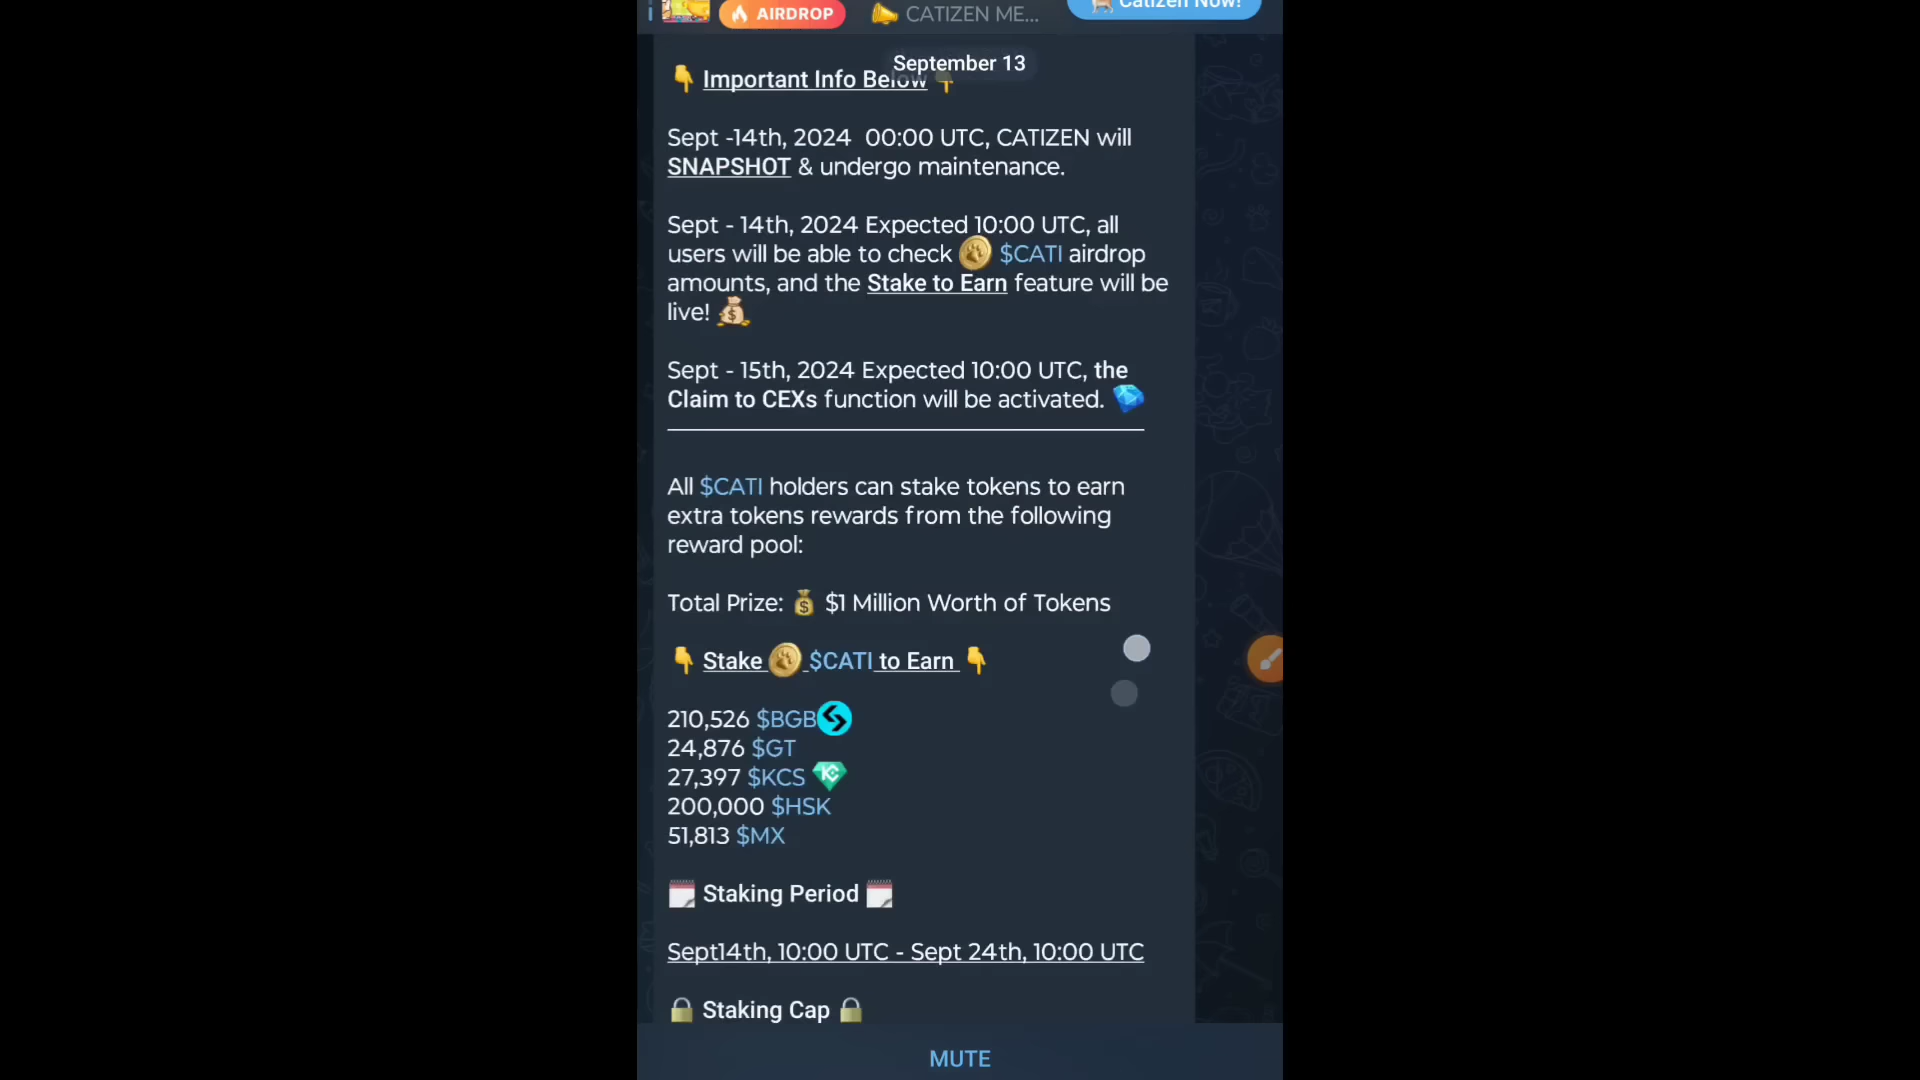 AIRDROP
CATIZEN ME...
Catizen Now!
September 13
Important Info Below
Sept -14th, 2024 00:00 UTC, CATIZEN will
SNAPSHOT & undergo maintenance.
Sept - 14th, 2024 Expected 10:00 UTC, all
users will be able to check $CATI airdrop
amounts, and the Stake to Earn feature will be
live!
Sept - 15th, 2024 Expected 10:00 UTC, the
Claim to CEXs function will be activated.
All $CATI holders can stake tokens to earn
extra tokens rewards from the following
reward pool:
Total Prize: $1 Million Worth of Tokens
Stake $CATI to Earn
210,526 $BGB
24,876 $GT
27,397 $KCS
200,000 $HSK
51,813 $MX
Staking Period
Sept14th, 10:00 UTC - Sept 24th, 10:00 UTC
Staking Cap
MUTE